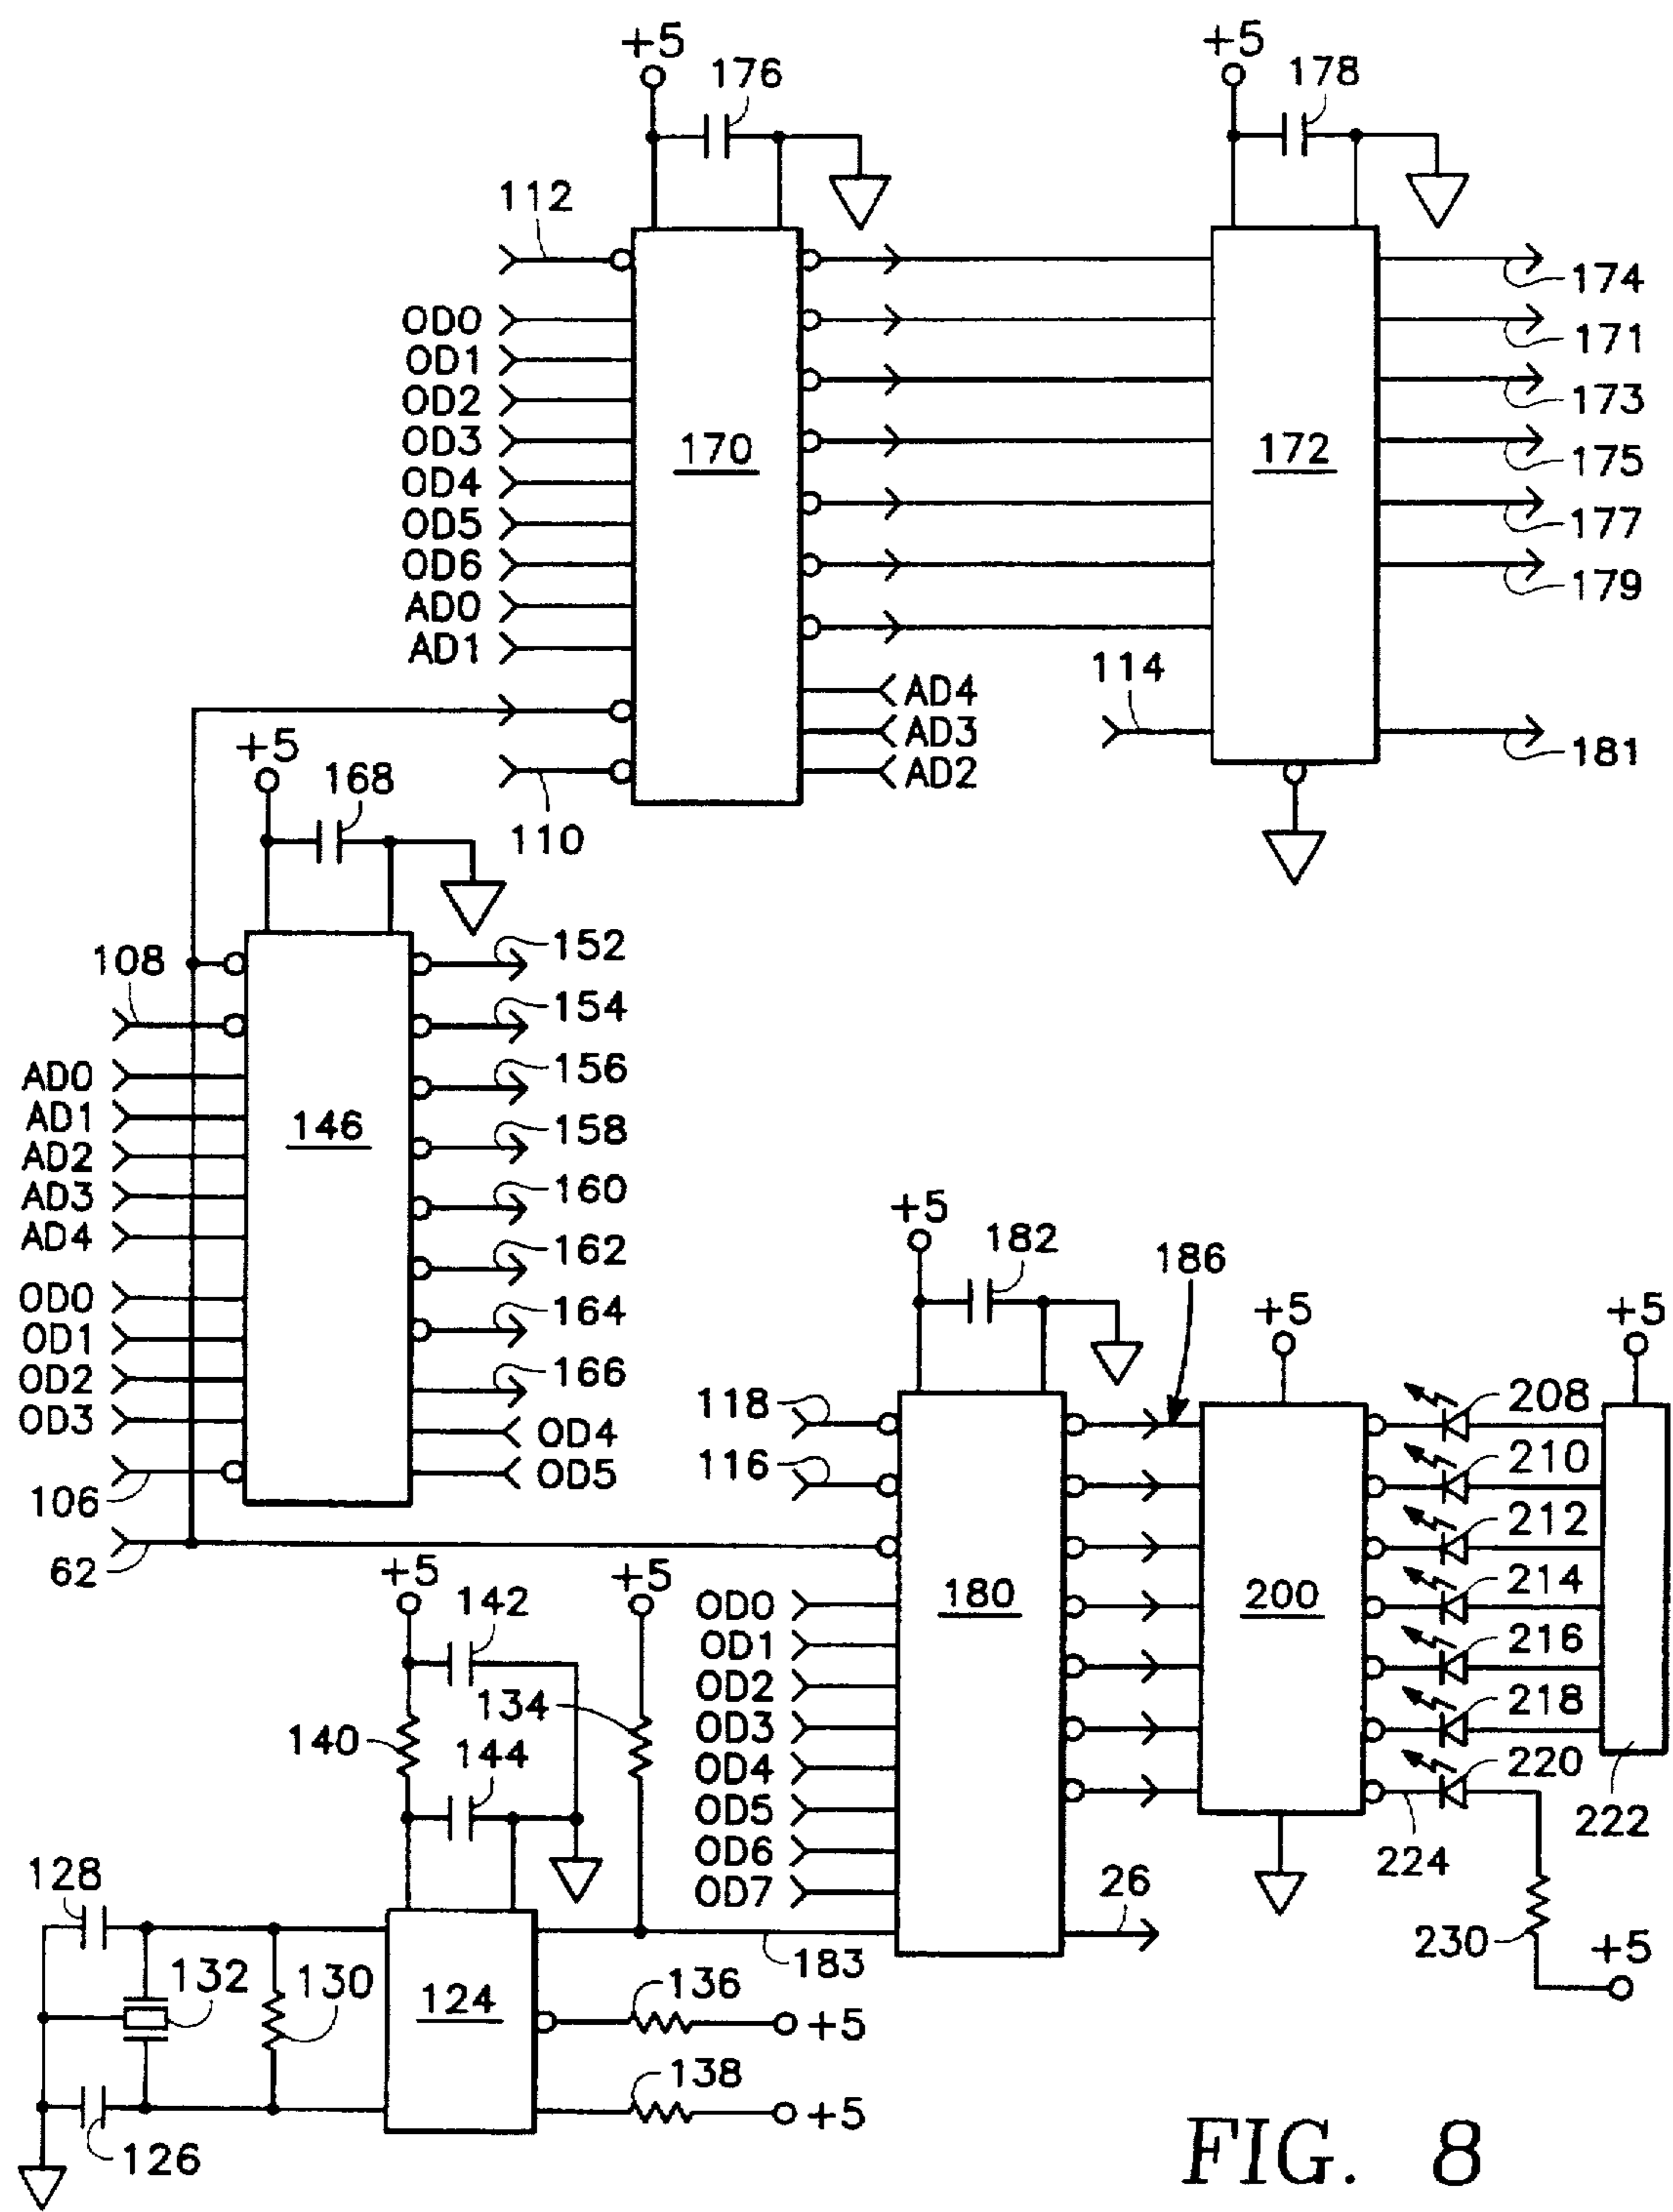 +5
176
+5
178
112
174
OD0
171
OD1
173
OD2
OD3
170
172
175
OD4
177
OD5
OD6
179
AD0
AD1
114
AD4
AD3
181
AD2
+5
168
110
152
108
154
AD0
156
AD1
146
158
AD2
AD3
160
AD4
162
OD0
164
OD1
166
OD2
OD3
OD4
OD5
106
62
+5
182
186
+5
+5
118
208
116
210
212
180
200
214
216
218
220
222
224
230
+5
OD0
OD1
OD2
OD3
OD4
OD5
OD6
OD7
26
183
+5
142
+5
134
140
144
128
132
130
124
136
+5
138
+5
126
FIG. 8